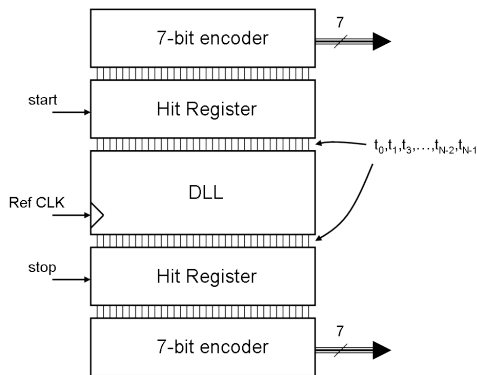 7-bit encoder
7
start
Hit Register
t0,t1,t3,...,tN-2,tN-1
DLL
Ref CLK
stop
Hit Register
7-bit encoder
7